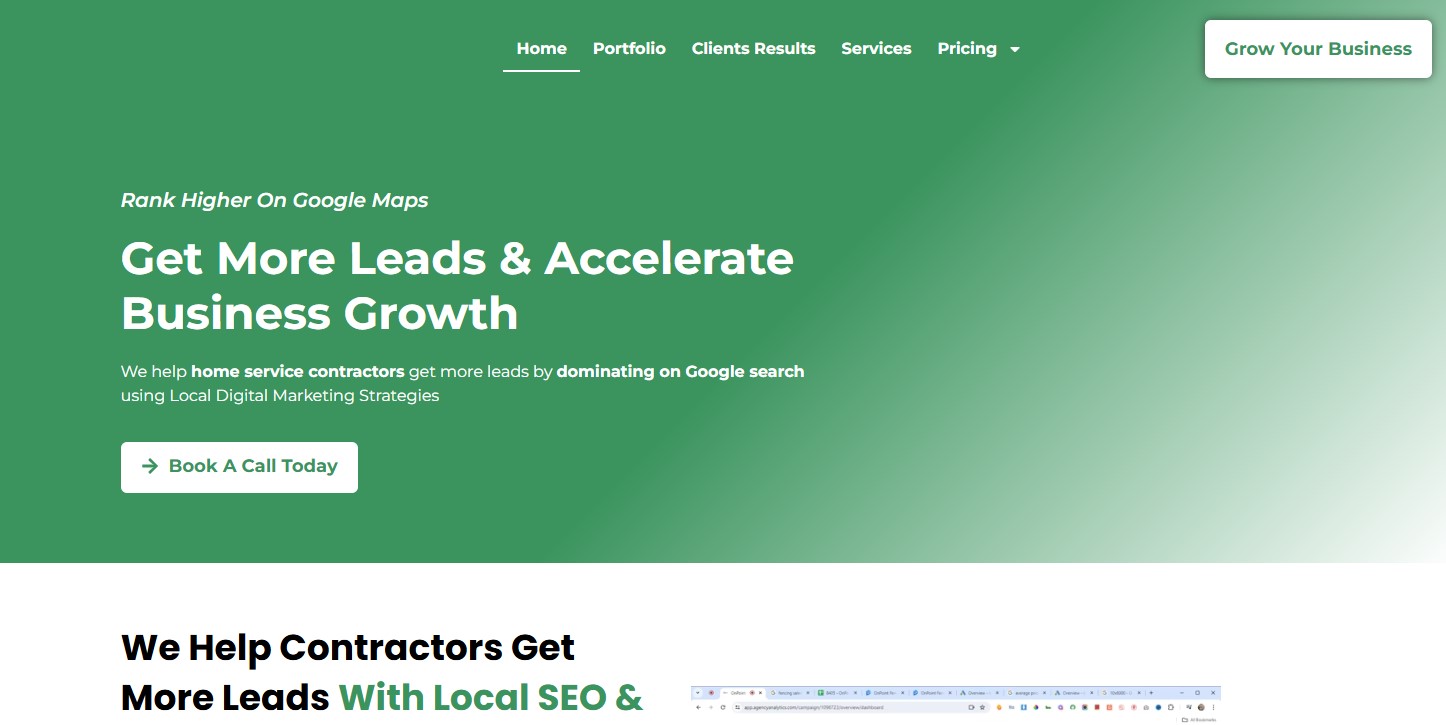 Home Portfolio Clients Results Services Pricing
Grow Your Business
Rank Higher On Google Maps
Get More Leads & Accelerate
Business Growth
We help home service contractors get more leads by dominating on Google search
using Local Digital Marketing Strategies
Book A Call Today
We Help Contractors Get
More Leads With Local SEO &
All Bookmarks